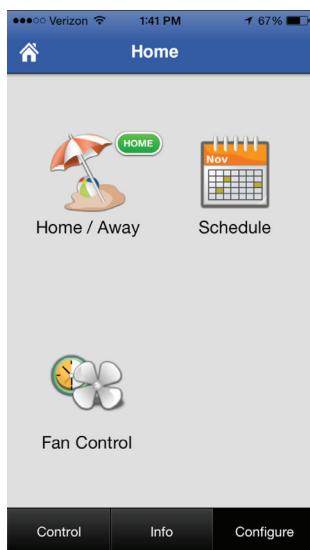 Verizon 1:41 PM 67%
Home
HOME
Nov
Home / Away Schedule
Fan Control
Control Info Configure